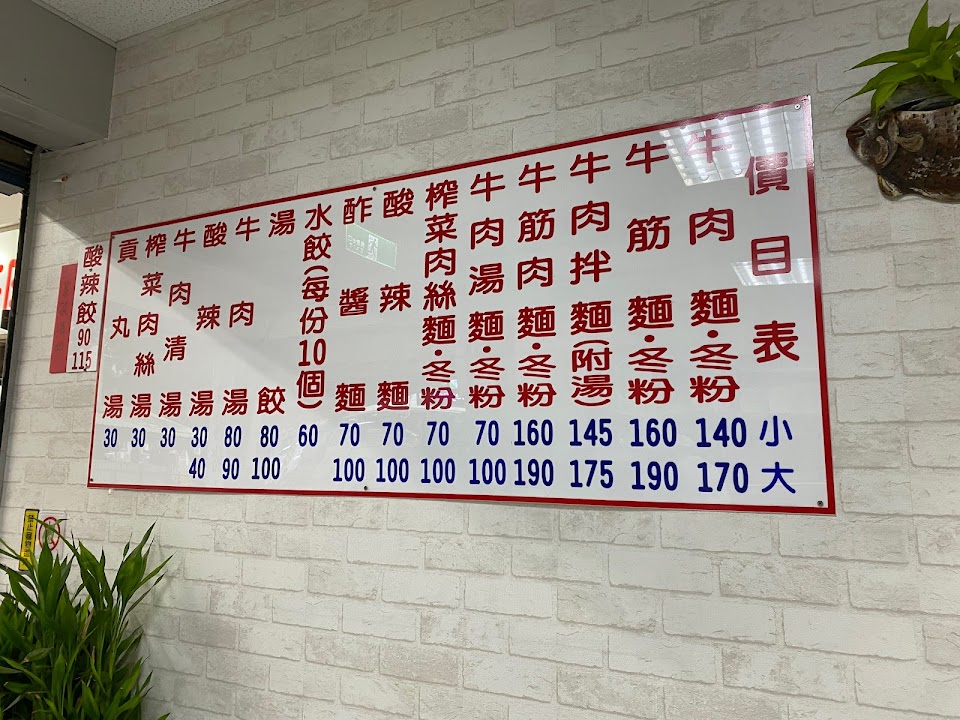 價目表 小 大
牛肉麵·冬粉 140 170
牛筋麵·冬粉 160 190
牛肉拌麵(附湯) 145 175
牛筋肉麵·冬粉 160 190
牛肉湯麵·冬粉 70 100
榨菜肉絲麵·冬粉 70 100
酸辣麵 70 100
酢醬麵 70 100
水餃(每份10個) 60
湯餃 80 100
牛肉湯 80 90
酸辣湯 30 40
牛肉清湯 30
榨菜肉絲湯 30
貢丸湯 30
酸·辣餃 90 115